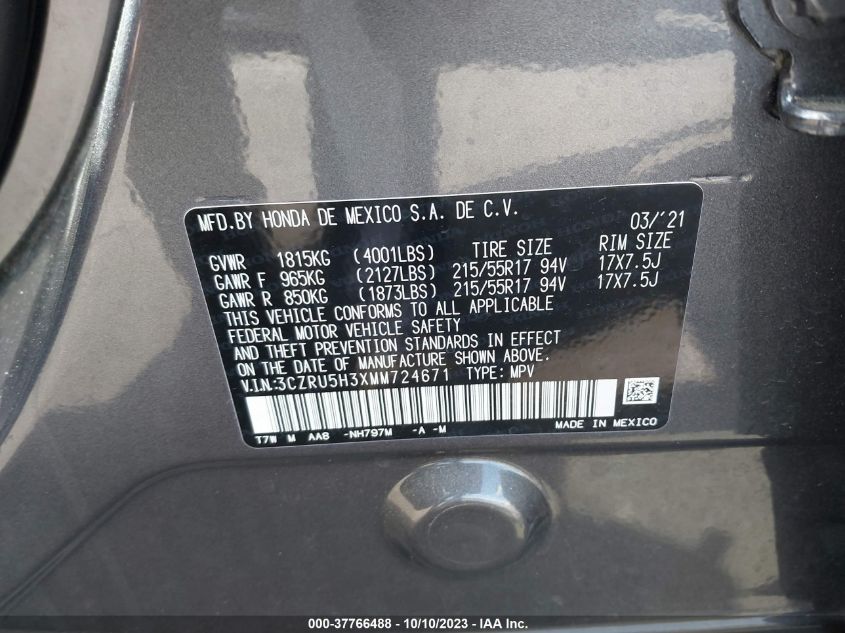 MFD.BY HONDA DE MEXICO S.A. DE C.V. 03/'21
GVWR 1815KG (4001LBS) TIRE SIZE RIM SIZE
GAWR F 965KG (2127LBS) 215/55R17 94V 17X7.5J
GAWR R 850KG (1873LBS) 215/55R17 94V 17X7.5J
THIS VEHICLE CONFORMS TO ALL APPLICABLE
FEDERAL MOTOR VEHICLE SAFETY
AND THEFT PREVENTION STANDARDS IN EFFECT
ON THE DATE OF MANUFACTURE SHOWN ABOVE.
V.I.N:3CZRU5H3XMM724671 TYPE: MPV
T7W M AAB -NH797M -A -M MADE IN MEXICO
000-37766488 - 10/10/2023 - IAA Inc.